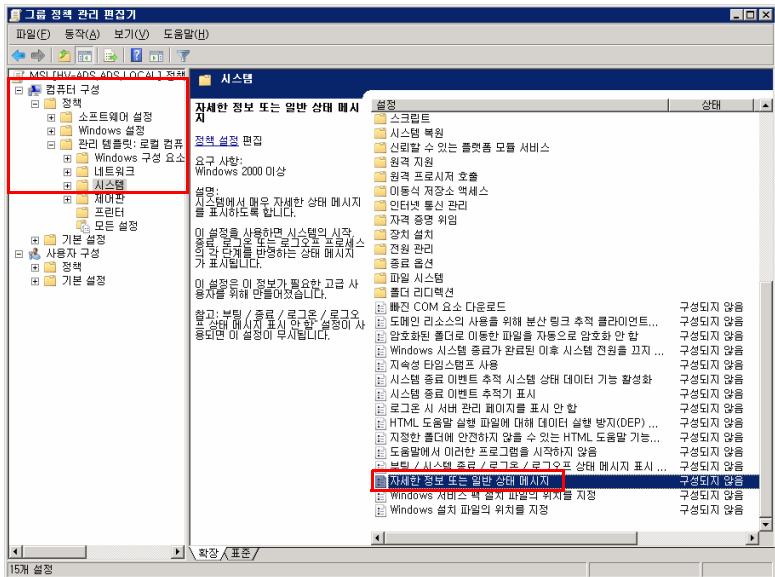 그룹 정책 관리 편집기
파일(F) 동작(A) 보기(V) 도움말(H)
MSI [HV-ADS.ADS.LOCAL] 정책
컴퓨터 구성
정책
소프트웨어 설정
Windows 설정
관리 템플릿: 로컬 컴퓨
Windows 구성 요소
네트워크
시스템
제어판
프린터
모든 설정
기본 설정
사용자 구성
정책
기본 설정
시스템
자세한 정보 또는 일반 상태 메시
지
정책 설정 편집
요구 사항:
Windows 2000 이상
설명:
시스템에서 매우 자세한 상태 메시지
를 표시하도록 합니다.
이 설정을 사용하면 시스템의 시작,
종료, 로그온 또는 로그오프 프로세스
의 각 단계를 반영하는 상태 메시지
가 표시됩니다.
이 설정은 이 정보가 필요한 고급 사
용자를 위해 만들어졌습니다.
참고: 부팅 / 종료 / 로그온 / 로그오
프 상태 메시지 표시 안 함" 설정이 사
용되면 이 설정이 무시됩니다.
설정 상태
스크립트
시스템 복원
신뢰할 수 있는 플랫폼 모듈 서비스
원격 지원
원격 프로시저 호출
이동식 저장소 액세스
인터넷 통신 관리
자격 증명 위임
장치 설치
전원 관리
종료 옵션
파일 시스템
폴더 리디렉션
빠진 COM 요소 다운로드 구성되지 않음
도메인 리소스의 사용을 위해 분산 링크 추적 클라이언트... 구성되지 않음
암호화된 폴더로 이동한 파일을 자동으로 암호화 안 함 구성되지 않음
Windows 시스템 종료가 완료된 이후 시스템 전원을 끄지 ... 구성되지 않음
지속성 타임스탬프 사용 구성되지 않음
시스템 종료 이벤트 추적 시스템 상태 데이터 기능 활성화 구성되지 않음
시스템 종료 이벤트 추적기 표시 구성되지 않음
로그온 시 서버 관리 페이지를 표시 안 함 구성되지 않음
HTML 도움말 실행 파일에 대해 데이터 실행 방지(DEP) ... 구성되지 않음
지정한 폴더에 안전하지 않을 수 있는 HTML 도움말 기능... 구성되지 않음
도움말에서 이러한 프로그램을 시작하지 않음 구성되지 않음
부팅 / 시스템 종료 / 로그온 / 로그오프 상태 메시지 표시 ... 구성되지 않음
자세한 정보 또는 일반 상태 메시지 구성되지 않음
Windows 서비스 팩 설치 파일의 위치를 지정 구성되지 않음
Windows 설치 파일의 위치를 지정 구성되지 않음
확장 표준
15개 설정